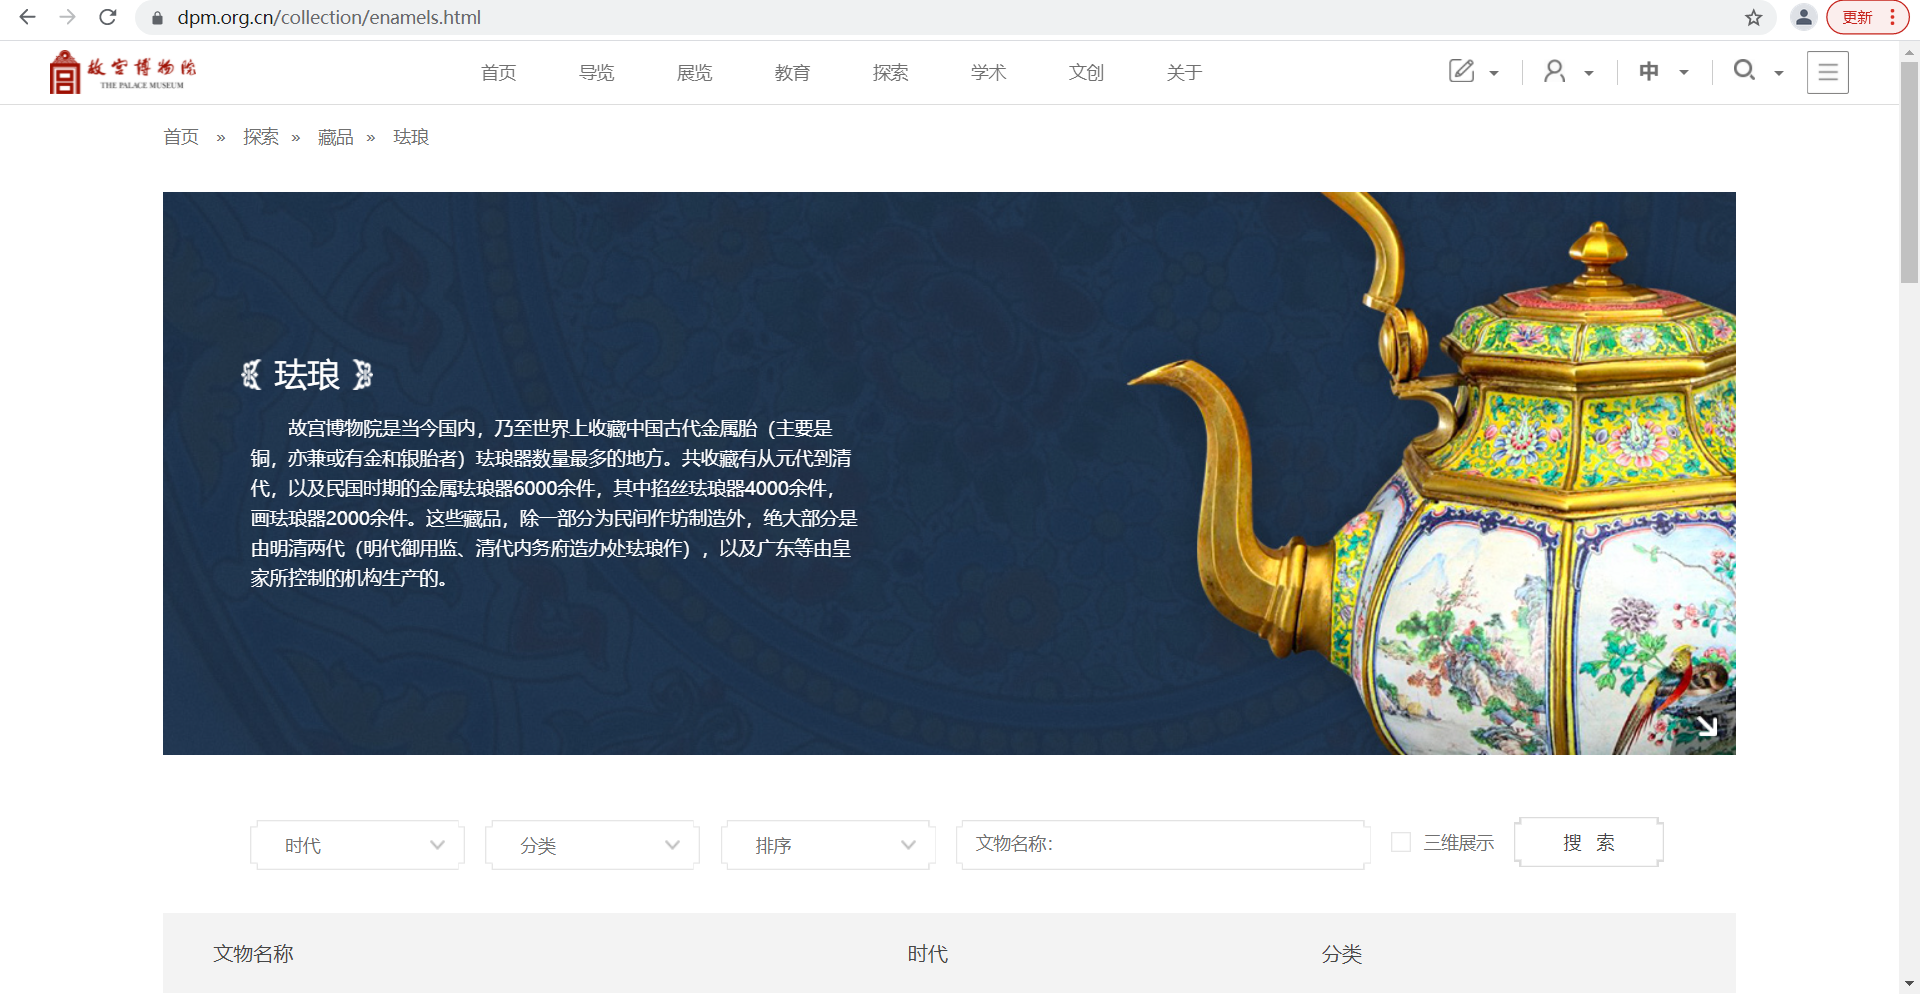 dpm.org.cn/collection/enamels.html
更新
故宫博物院
THE PALACE MUSEUM
首页 导览 展览 教育 探索 学术 文创 关于
中
首页 » 探索 » 藏品 » 珐琅
珐琅
故宫博物院是当今国内，乃至世界上收藏中国古代金属胎（主要是
铜，亦兼或有金和银胎者）珐琅器数量最多的地方。共收藏有从元代到清
代，以及民国时期的金属珐琅器6000余件，其中掐丝珐琅器4000余件，
画珐琅器2000余件。这些藏品，除一部分为民间作坊制造外，绝大部分是
由明清两代（明代御用监、清代内务府造办处珐琅作），以及广东等由皇
家所控制的机构生产的。
时代 分类 排序 文物名称： 三维展示 搜 索
文物名称 时代 分类